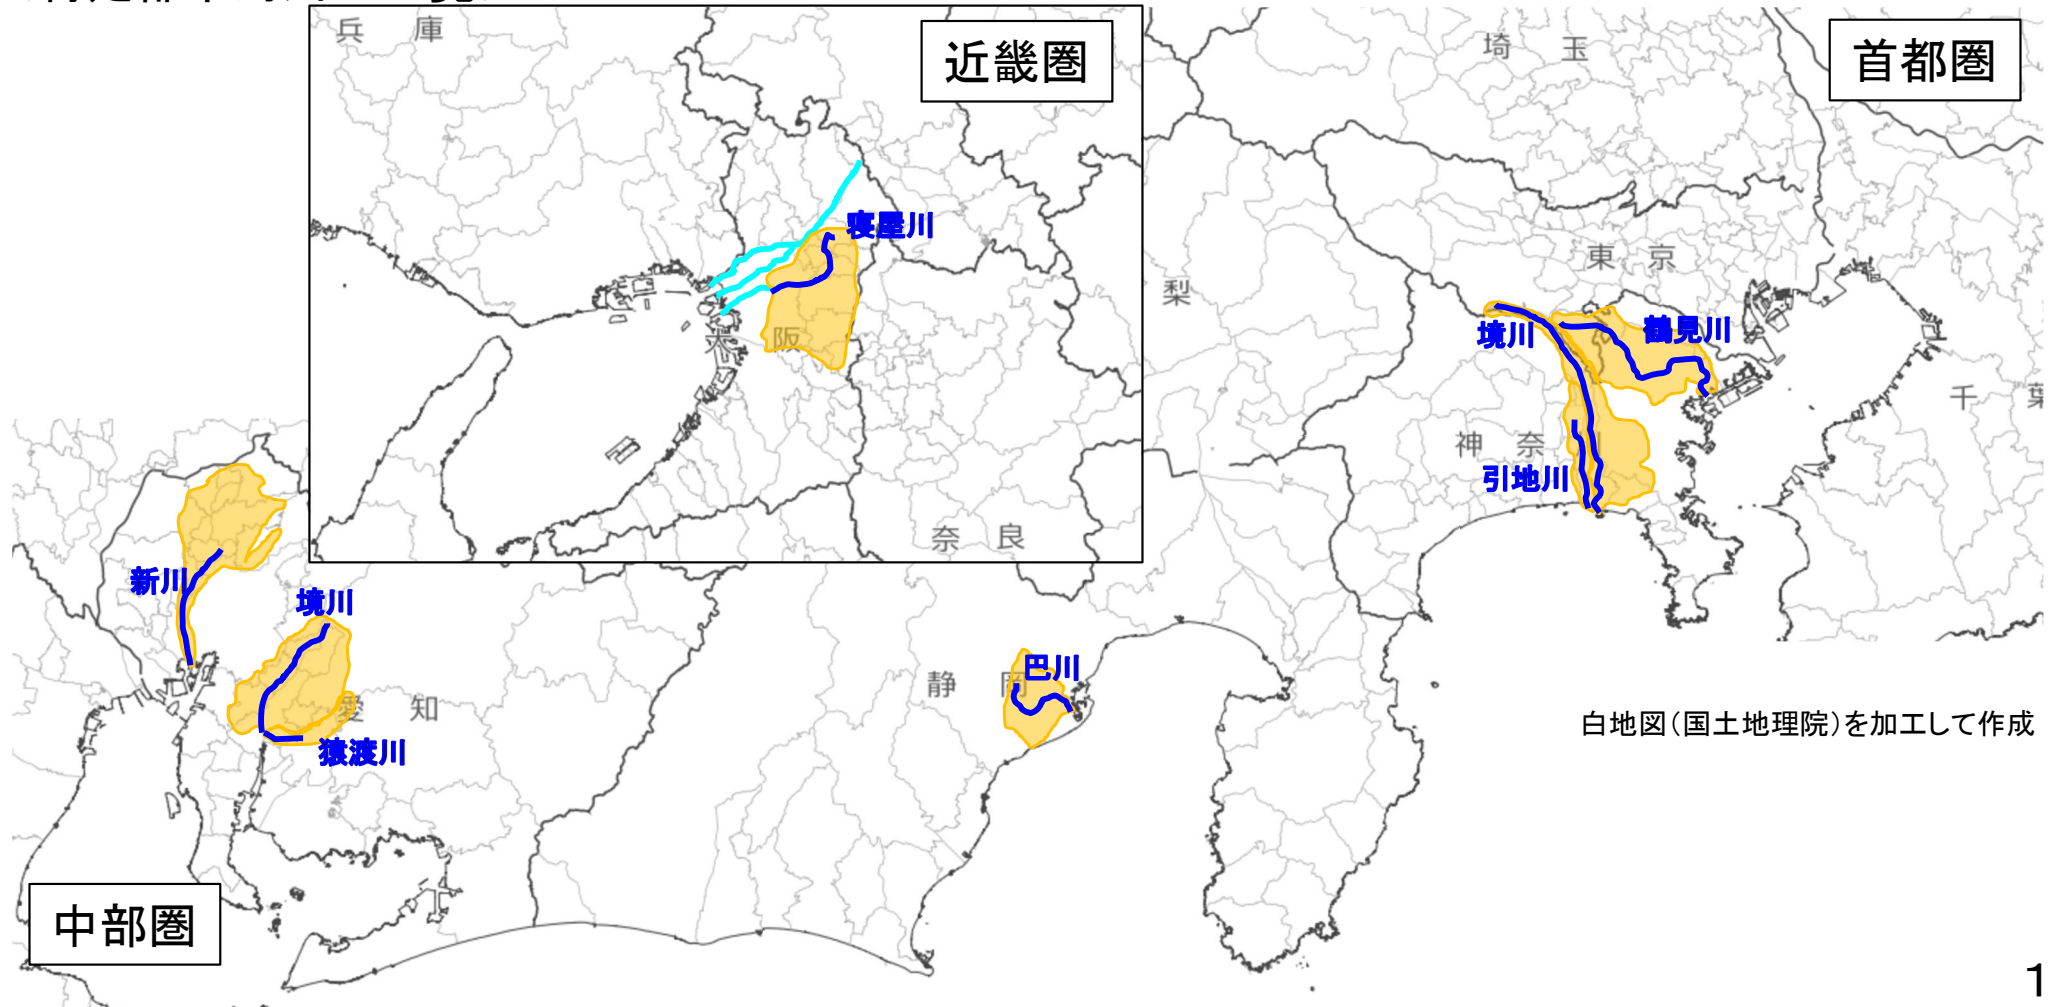 兵庫
近畿圏
埼玉
首都圏
寝屋川
東京
梨
境川
鶴見川
大阪
千葉
神奈川
引地川
奈良
新川
境川
巴川
静岡
愛知
猿渡川
白地図(国土地理院)を加工して作成
中部圏
1